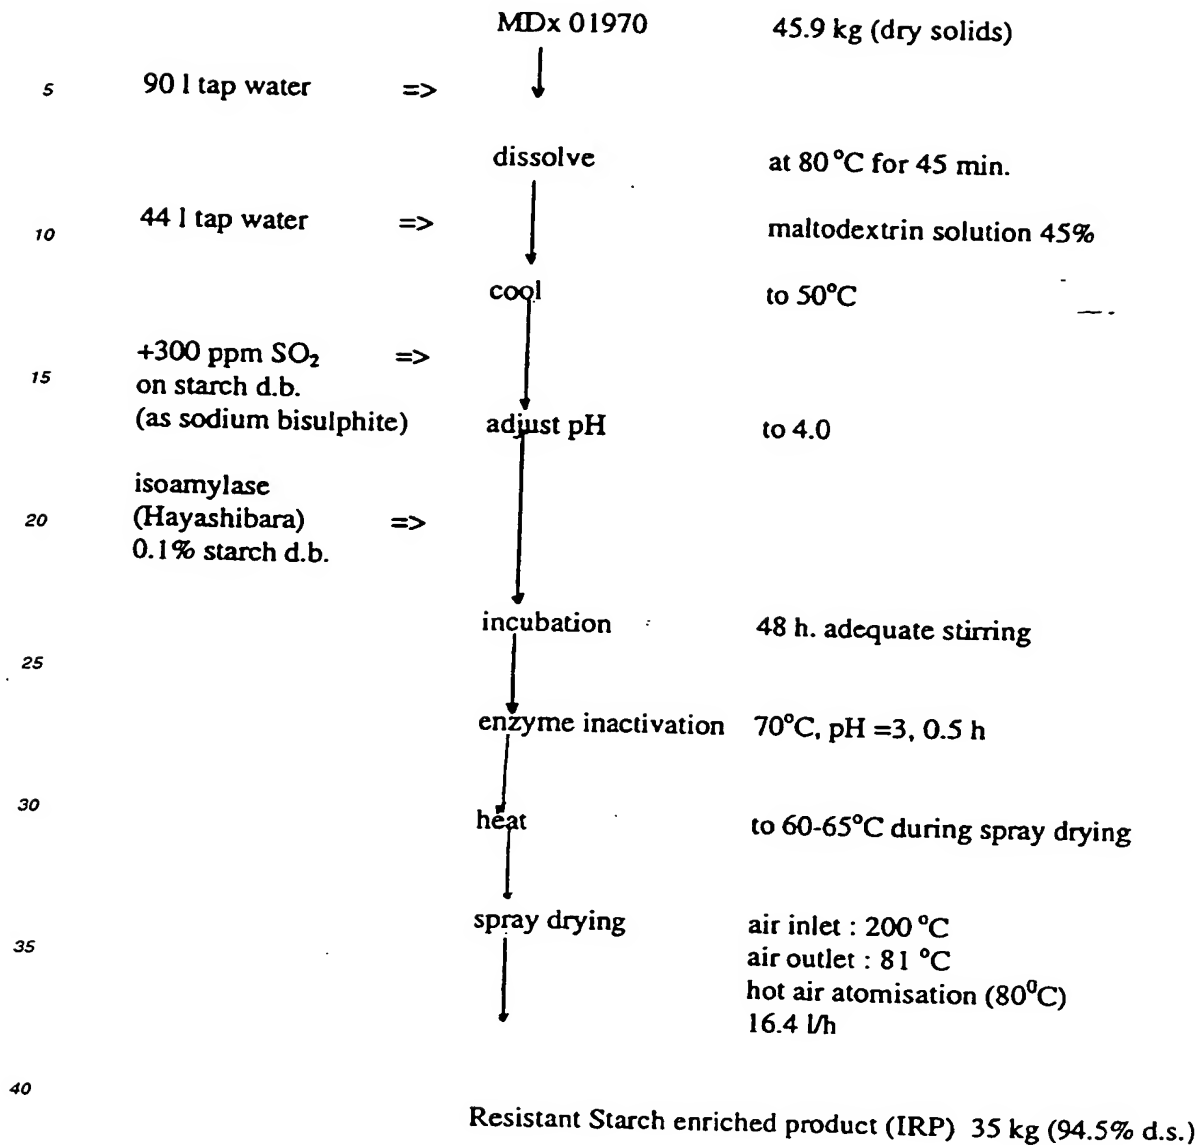 MDx 01970 45.9 kg (dry solids)
5 90 l tap water =>
dissolve at 80 °C for 45 min.
10 44 l tap water => maltodextrin solution 45%
cool to 50°C
+300 ppm SO₂ =>
15 on starch d.b.
(as sodium bisulphite) adjust pH to 4.0
isoamylase
20 (Hayashibara) =>
0.1% starch d.b.
incubation 48 h. adequate stirring
25
enzyme inactivation 70°C, pH =3, 0.5 h
30
heat to 60-65°C during spray drying
spray drying air inlet : 200 °C
35 air outlet : 81 °C
hot air atomisation (80⁰C)
16.4 l/h
40
Resistant Starch enriched product (IRP) 35 kg (94.5% d.s.)